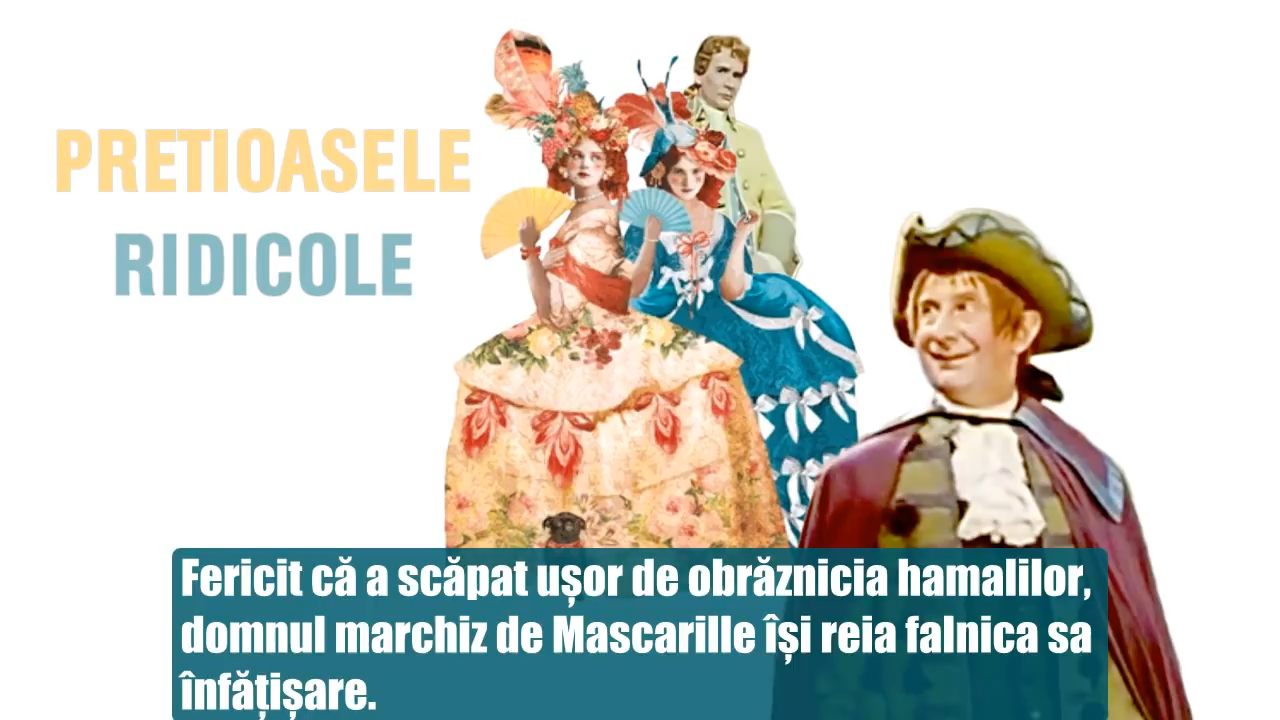 PRETIOASELE
RIDICOLE
Fericit că a scăpat ușor de obrăznicia hamalilor,
domnul marchiz de Mascarille își reia falnica sa
înfățișare.